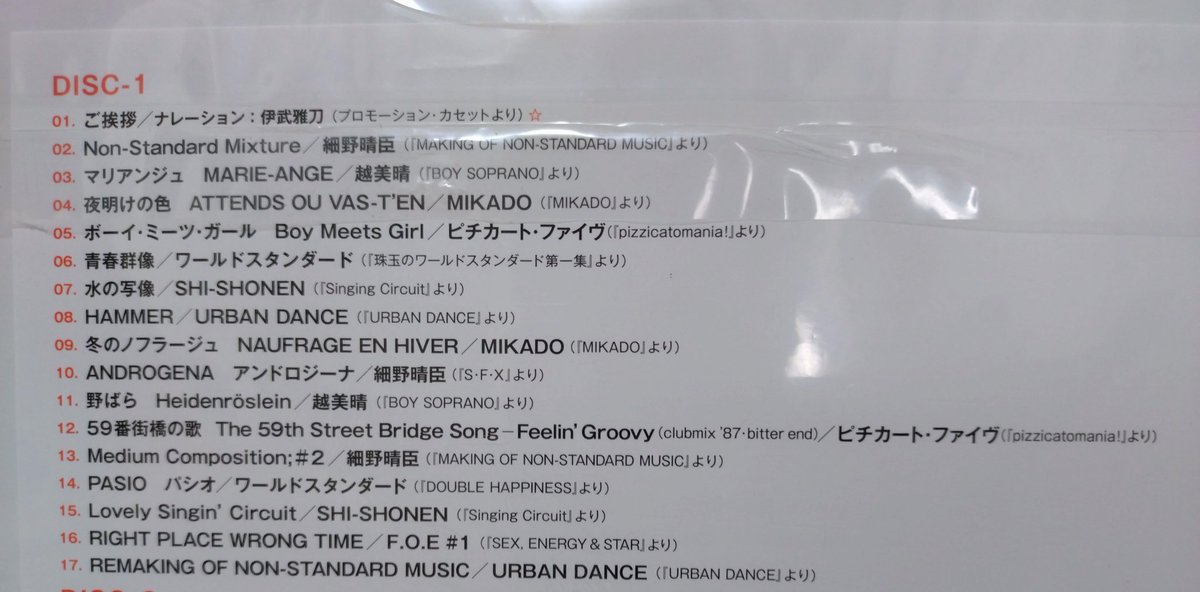 DISC-1
01. ご挨拶／ナレーション：伊武雅刀（プロモーション・カセットより）☆
02. Non-Standard Mixture／細野晴臣（『MAKING OF NON-STANDARD MUSIC』より）
03. マリアンジュ　MARIE-ANGE／越美晴（『BOY SOPRANO』より）
04. 夜明けの色　ATTENDS OU VAS-T'EN／MIKADO（『MIKADO』より）
05. ボーイ・ミーツ・ガール　Boy Meets Girl／ピチカート・ファイヴ（『pizzicatomania!』より）
06. 青春群像／ワールドスタンダード（『珠玉のワールドスタンダード第一集』より）
07. 水の写像／SHI-SHONEN（『Singing Circuit』より）
08. HAMMER／URBAN DANCE（『URBAN DANCE』より）
09. 冬のノフラージュ　NAUFRAGE EN HIVER／MIKADO（『MIKADO』より）
10. ANDROGENA　アンドロジーナ／細野晴臣（『S・F・X』より）
11. 野ばら　Heidenröslein／越美晴（『BOY SOPRANO』より）
12. 59番街橋の歌　The 59th Street Bridge Song－Feelin' Groovy（clubmix '87・bitter end）／ピチカート・ファイヴ（『pizzicatomania!』より）
13. Medium Composition;#2／細野晴臣（『MAKING OF NON-STANDARD MUSIC』より）
14. PASIO　パシオ／ワールドスタンダード（『DOUBLE HAPPINESS』より）
15. Lovely Singin' Circuit／SHI-SHONEN（『Singing Circuit』より）
16. RIGHT PLACE WRONG TIME／F.O.E #1（『SEX, ENERGY & STAR』より）
17. REMAKING OF NON-STANDARD MUSIC／URBAN DANCE（『URBAN DANCE』より）